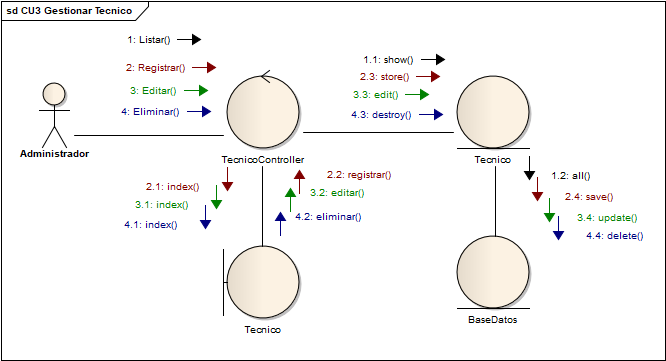 sd CU3 Gestionar Tecnico
1: Listar()
2: Registrar()
3: Editar()
4: Eliminar()
1.1: show()
2.3: store()
3.3: edit()
4.3: destroy()
Administrador
TecnicoController
Tecnico
2.1: index()
3.1: index()
4.1: index()
2.2: registrar()
3.2: editar()
4.2: eliminar()
1.2: all()
2.4: save()
3.4: update()
4.4: delete()
Tecnico
BaseDatos